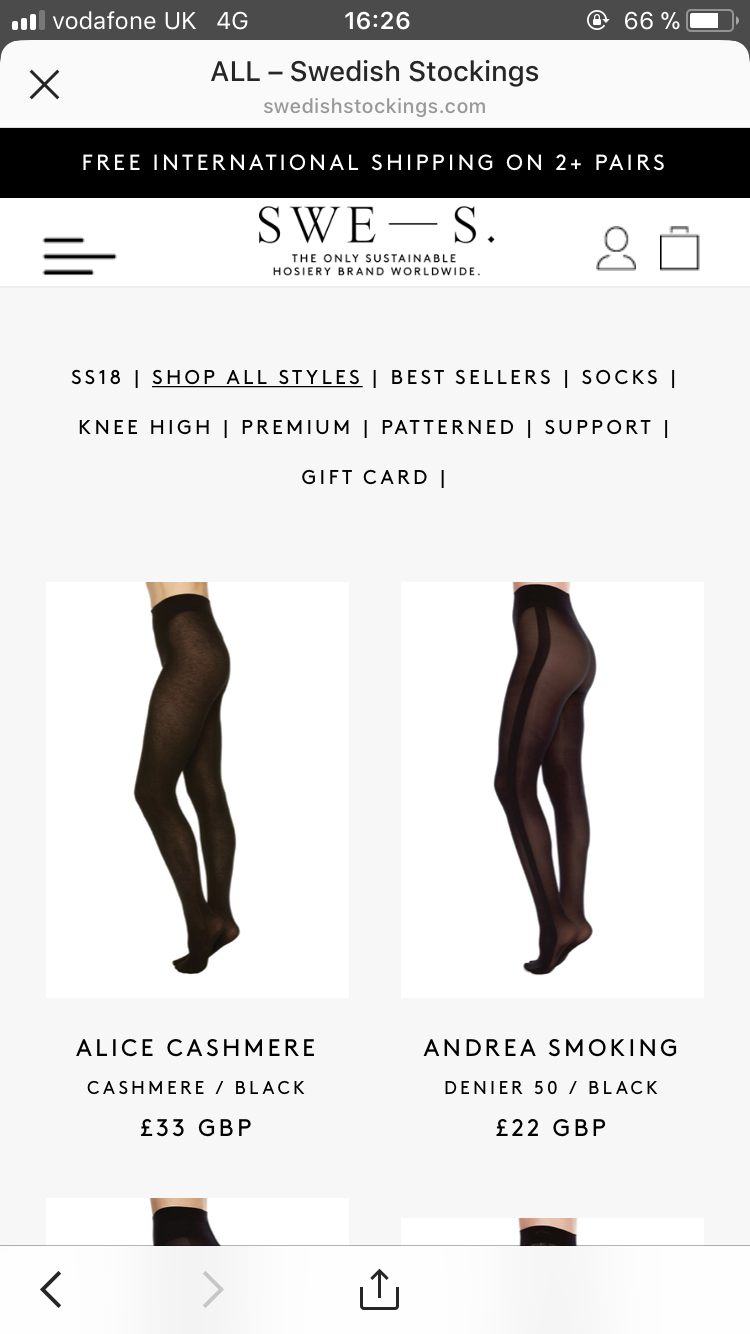 vodafone UK 4G 16:26 66 %
ALL – Swedish Stockings
swedishstockings.com
FREE INTERNATIONAL SHIPPING ON 2+ PAIRS
SWE—S.
THE ONLY SUSTAINABLE
HOSIERY BRAND WORLDWIDE.
SS18 | SHOP ALL STYLES | BEST SELLERS | SOCKS |
KNEE HIGH | PREMIUM | PATTERNED | SUPPORT |
GIFT CARD |
ALICE CASHMERE
CASHMERE / BLACK
£33 GBP
ANDREA SMOKING
DENIER 50 / BLACK
£22 GBP